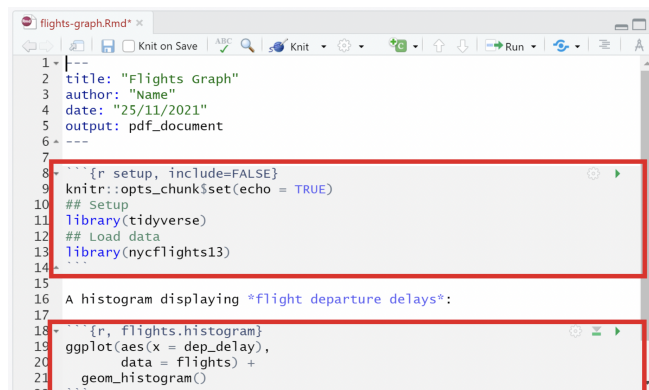 flights-graph.Rmd*
Knit on Save ABC Knit Run
1 ---
2 title: "Flights Graph"
3 author: "Name"
4 date: "25/11/2021"
5 output: pdf_document
6 ---
7
8 ```{r setup, include=FALSE}
9 knitr::opts_chunk$set(echo = TRUE)
10 ## Setup
11 library(tidyverse)
12 ## Load data
13 library(nycflights13)
14 ```
15
16 A histogram displaying *flight departure delays*:
17
18 ```{r, flights.histogram}
19 ggplot(aes(x = dep_delay),
20 data = flights) +
21 geom_histogram()